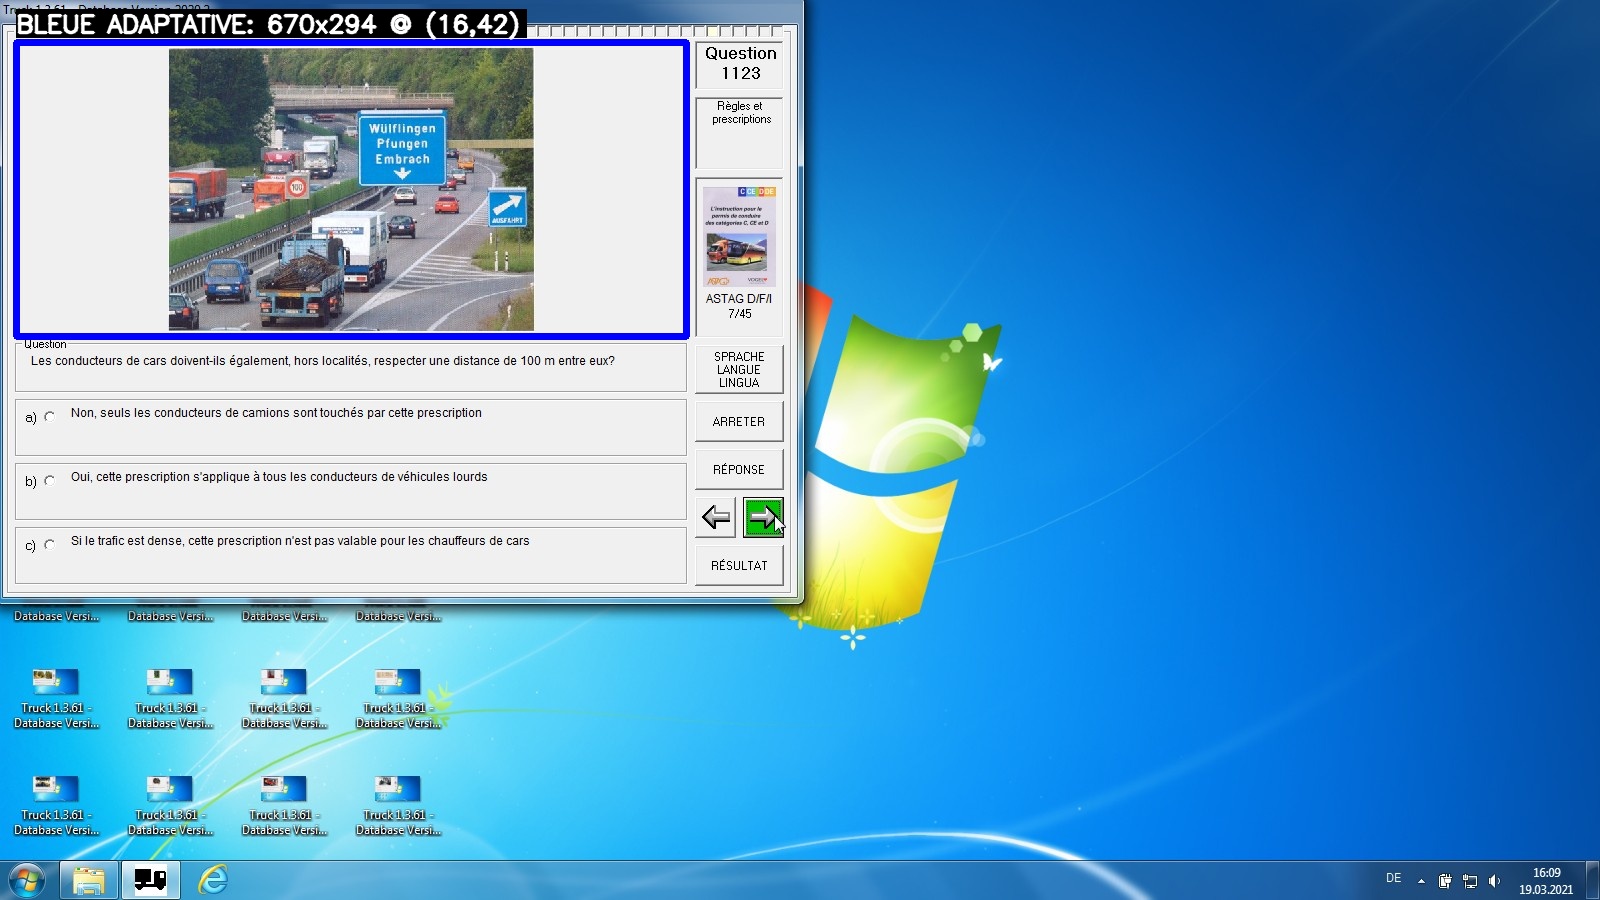 BLEUE ADAPTATIVE: 670x294 @ (16,42)
Question
1123
Wülflingen
Pfungen
Embrach
100
AUSFAHRT
Règles et
prescriptions
C CE D DE
L'instruction pour le
permis de conduire
des catégories C, CE et D
ASTAG D/F/I
7/45
Question
Les conducteurs de cars doivent-ils également, hors localités, respecter une distance de 100 m entre eux?
SPRACHE
LANGUE
LINGUA
a) Non, seuls les conducteurs de camions sont touchés par cette prescription
ARRETER
b) Oui, cette prescription s'applique à tous les conducteurs de véhicules lourds
RÉPONSE
c) Si le trafic est dense, cette prescription n'est pas valable pour les chauffeurs de cars
RÉSULTAT
Database Versi... Database Versi... Database Versi... Database Versi...
Truck 1.3.61 - Truck 1.3.61 - Truck 1.3.61 - Truck 1.3.61 -
Database Versi... Database Versi... Database Versi... Database Versi...
Truck 1.3.61 - Truck 1.3.61 - Truck 1.3.61 - Truck 1.3.61 -
Database Versi... Database Versi... Database Versi... Database Versi...
DE
16:09
19.03.2021